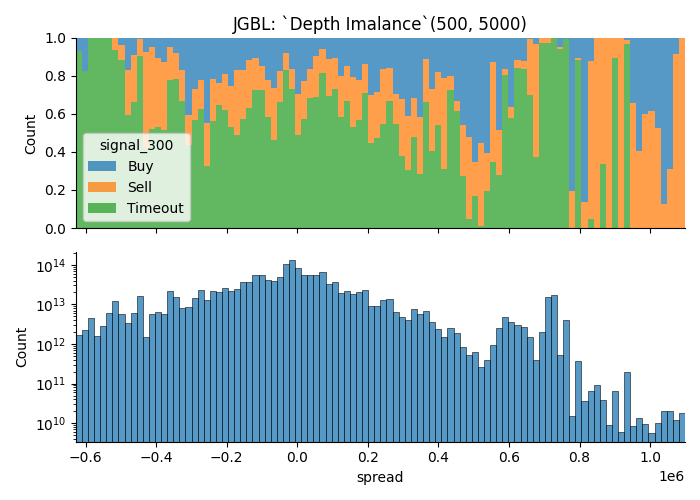 JGBL: `Depth Imalance`(500, 5000)
1.0
0.8
0.6
0.4
0.2
0.0
Count
signal_300
Buy
Sell
Timeout
10^14
10^13
10^12
10^11
10^10
Count
−0.6 −0.4 −0.2 0.0 0.2 0.4 0.6 0.8 1.0
1e6
spread